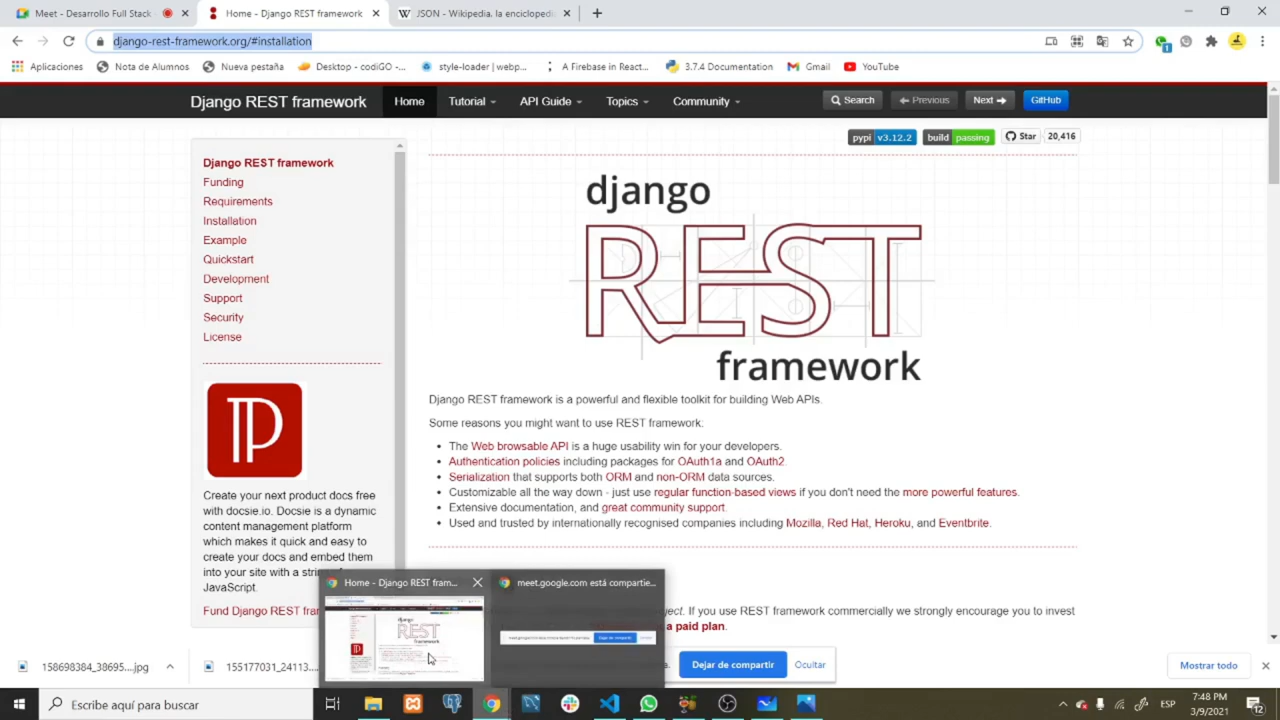 Meet - Desarrollo Full Stack
Home - Django REST framework
JSON - Wikipedia, la enciclopedi
django-rest-framework.org/#installation
Aplicaciones
Nota de Alumnos
Nueva pestaña
Desktop - codiGO -...
style-loader | webp...
A Firebase in React...
3.7.4 Documentation
Gmail
YouTube
Django REST framework
Home
Tutorial
API Guide
Topics
Community
Search
Previous
Next
GitHub
pypi v3.12.2
build passing
Star
20,416
Django REST framework
Funding
Requirements
Installation
Example
Quickstart
Development
Support
Security
License
Create your next product docs free
with docsie.io. Docsie is a dynamic
content management platform
which makes it quick and easy to
create your docs and embed them
into your site with a string of
JavaScript.
Fund Django REST fra
django
REST
framework
Django REST framework is a powerful and flexible toolkit for building Web APIs.
Some reasons you might want to use REST framework:
The Web browsable API is a huge usability win for your developers.
Authentication policies including packages for OAuth1a and OAuth2.
Serialization that supports both ORM and non-ORM data sources.
Customizable all the way down - just use regular function-based views if you don't need the more powerful features.
Extensive documentation, and great community support.
Used and trusted by internationally recognised companies including Mozilla, Red Hat, Heroku, and Eventbrite.
If you use REST framework commercially we strongly encourage you to invest
a paid plan.
Home - Django REST fram...
meet.google.com está compartie...
Dejar de compartir
Ocultar
155177031_24113...
Mostrar todo
Escribe aquí para buscar
ESP
7:48 PM
3/9/2021
12